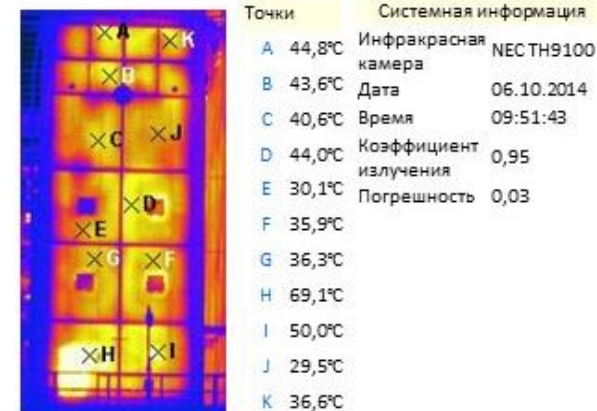 Точки
A 44,8°C
B 43,6°C
C 40,6°C
D 44,0°C
E 30,1°C
F 35,9°C
G 36,3°C
H 69,1°C
I 50,0°C
J 29,5°C
K 36,6°C
Системная информация
Инфракрасная камера NEC TH9100
Дата 06.10.2014
Время 09:51:43
Коэффициент излучения 0,95
Погрешность 0,03
A
K
B
C
J
D
E
G
F
H
I